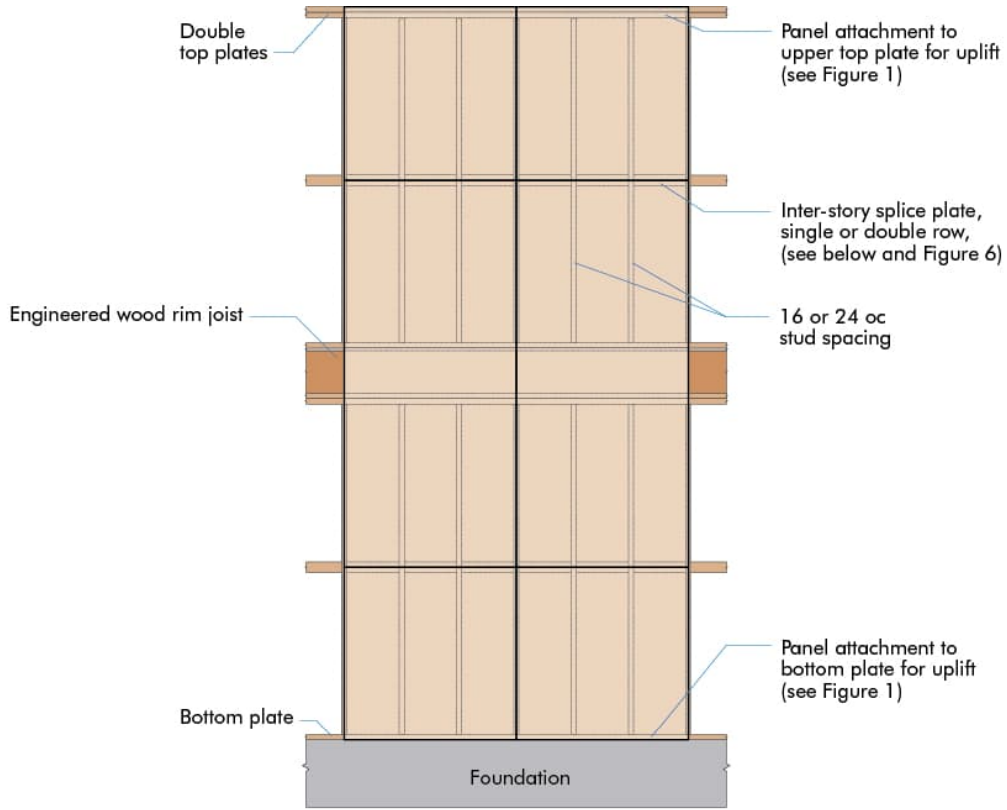 Double
top plates
Panel attachment to
upper top plate for uplift
(see Figure 1)
Inter-story splice plate,
single or double row,
(see below and Figure 6)
Engineered wood rim joist
16 or 24 oc
stud spacing
Panel attachment to
bottom plate for uplift
(see Figure 1)
Bottom plate
Foundation